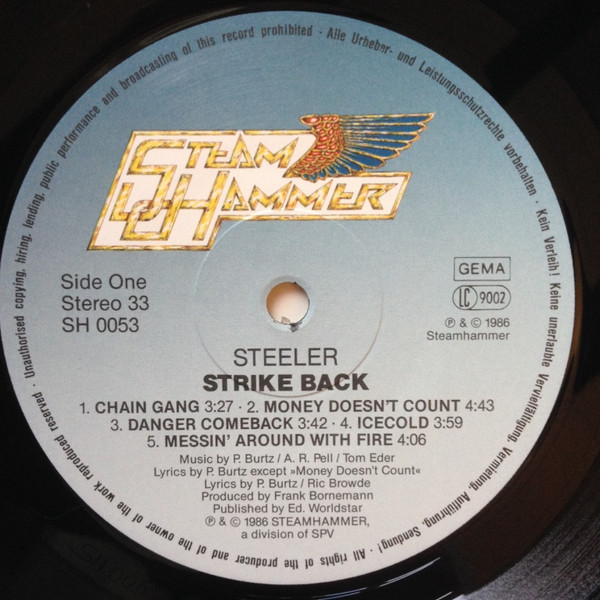 STEAM
HAMMER
Side One
Stereo 33
SH 0053
GEMA
LC 9002
℗ & © 1986
Steamhammer
STEELER
STRIKE BACK
1. CHAIN GANG 3:27 · 2. MONEY DOESN'T COUNT 4:43
3. DANGER COMEBACK 3:42 · 4. ICECOLD 3:59
5. MESSIN' AROUND WITH FIRE 4:06
Music by P. Burtz / A. R. Pell / Tom Eder
Lyrics by P. Burtz except »Money Doesn't Count«
Lyrics by P. Burtz / Ric Browde
Produced by Frank Bornemann
Published by Ed. Worldstar
℗ & © 1986 STEAMHAMMER,
a division of SPV
All rights of the producer and of the owner of the work reproduced reserved · Unauthorised copying, hiring, lending, public performance and broadcasting of this record prohibited · Alle Urheber- und Leistungsschutzrechte vorbehalten · Kein Verleih! Keine unerlaubte Vervielfältigung, Vermietung, Aufführung, Sendung! ·